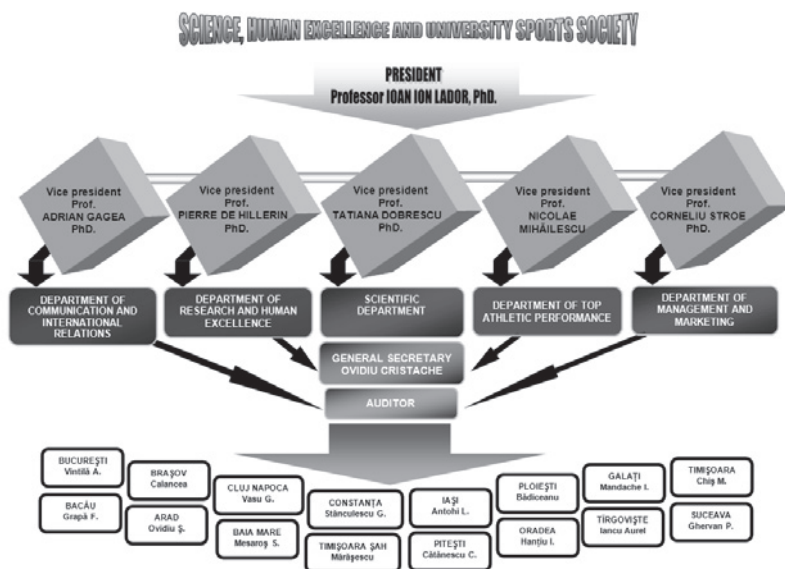 SCIENCE, HUMAN EXCELLENCE AND UNIVERSITY SPORTS SOCIETY
PRESIDENT
Professor IOAN ION LADOR, PhD.
Vice president
Prof.
ADRIAN GAGEA
PhD.
Vice president
Prof.
PIERRE DE HILLERIN
PhD.
Vice president
Prof.
TATIANA DOBRESCU
PhD.
Vice president
Prof.
NICOLAE
MIHĂILESCU
Vice president
Prof.
CORNELIU STROE
PhD.
DEPARTMENT OF
COMMUNICATION AND
INTERNATIONAL
RELATIONS
DEPARTMENT OF
RESEARCH AND HUMAN
EXCELLENCE
SCIENTIFIC
DEPARTMENT
DEPARTMENT OF TOP
ATHLETIC PERFORMANCE
DEPARTMENT OF
MANAGEMENT AND
MARKETING
GENERAL SECRETARY
OVIDIU CRISTACHE
AUDITOR
BUCUREŞTI
Vintilă A.
BRAŞOV
Calancea
CLUJ NAPOCA
Vasu G.
CONSTANŢA
Stănculescu G.
IAŞI
Antohi L.
PLOIEŞTI
Bădiceanu
GALAŢI
Mandache I.
TIMIŞOARA
Chiş M.
BACĂU
Grapă F.
ARAD
Ovidiu Ş.
BAIA MARE
Mesaroş S.
TIMIŞOARA ŞAH
Mărăşescu
PITEŞTI
Cătănescu C.
ORADEA
Hanţiu I.
TÎRGOVIŞTE
Iancu Aurel
SUCEAVA
Ghervan P.